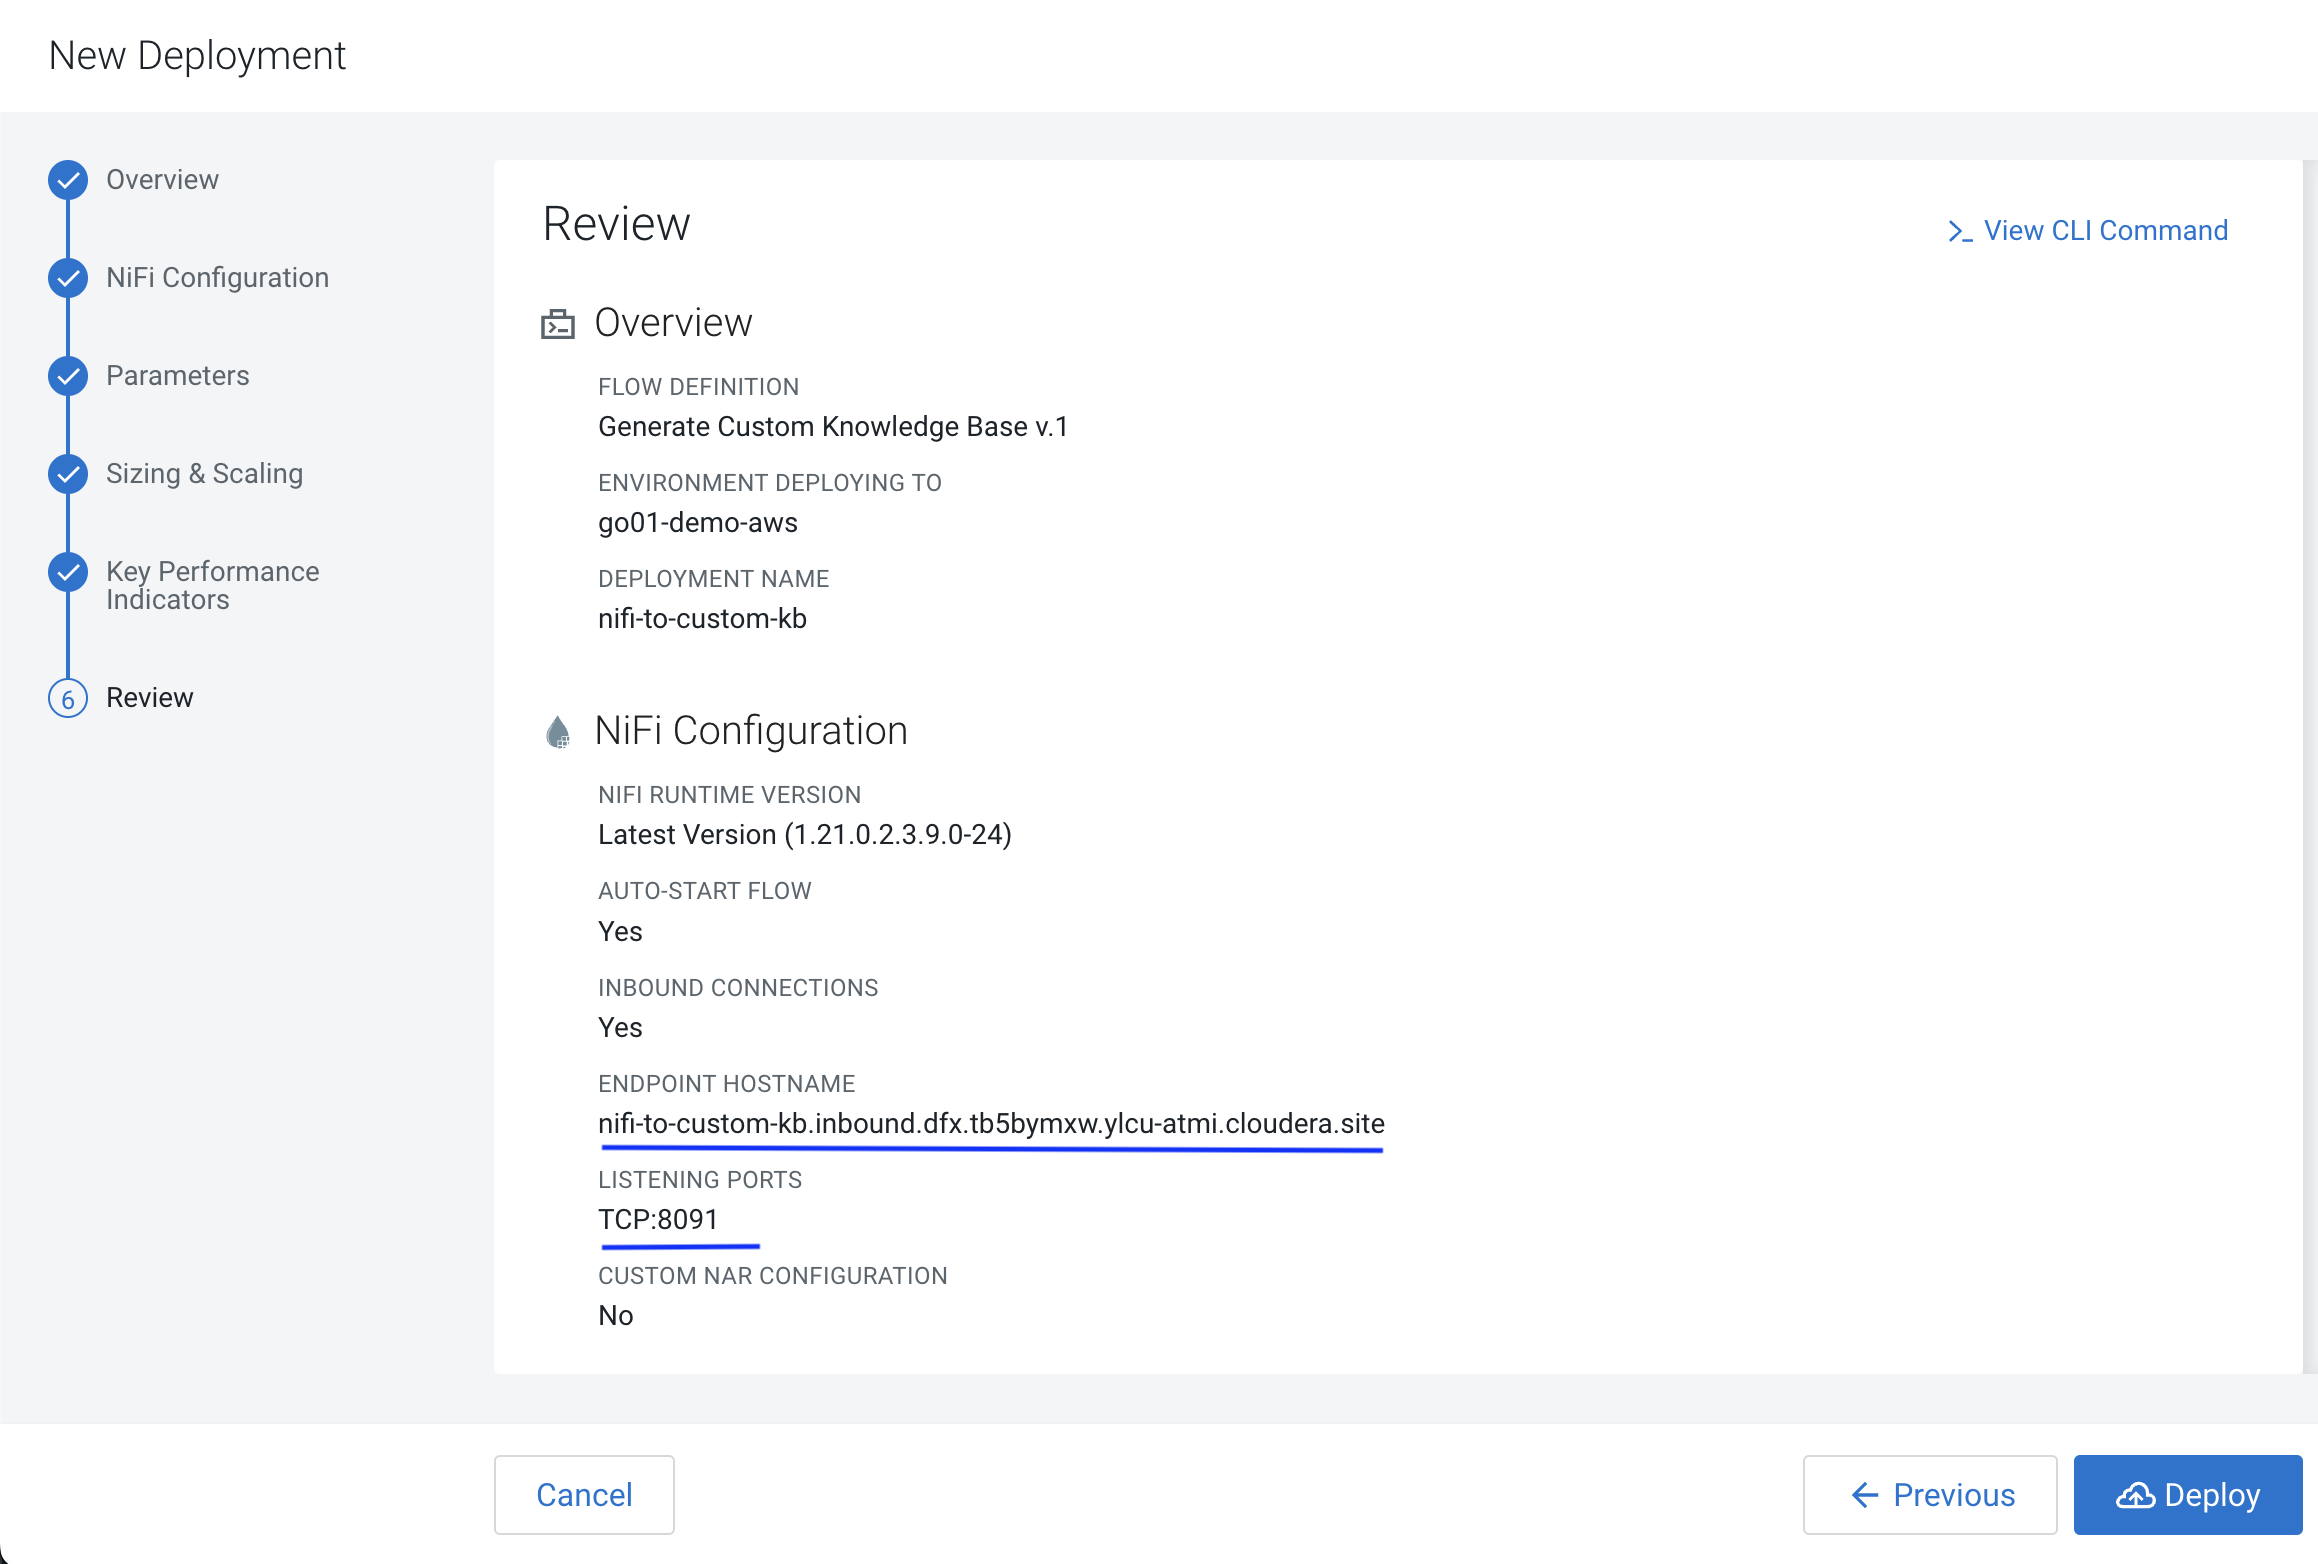 New Deployment
Overview
NiFi Configuration
Parameters
Sizing & Scaling
Key Performance
Indicators
6
Review
Review
>_ View CLI Command
Overview
FLOW DEFINITION
Generate Custom Knowledge Base v.1
ENVIRONMENT DEPLOYING TO
go01-demo-aws
DEPLOYMENT NAME
nifi-to-custom-kb
NiFi Configuration
NIFI RUNTIME VERSION
Latest Version (1.21.0.2.3.9.0-24)
AUTO-START FLOW
Yes
INBOUND CONNECTIONS
Yes
ENDPOINT HOSTNAME
nifi-to-custom-kb.inbound.dfx.tb5bymxw.ylcu-atmi.cloudera.site
LISTENING PORTS
TCP:8091
CUSTOM NAR CONFIGURATION
No
Cancel
Previous
Deploy